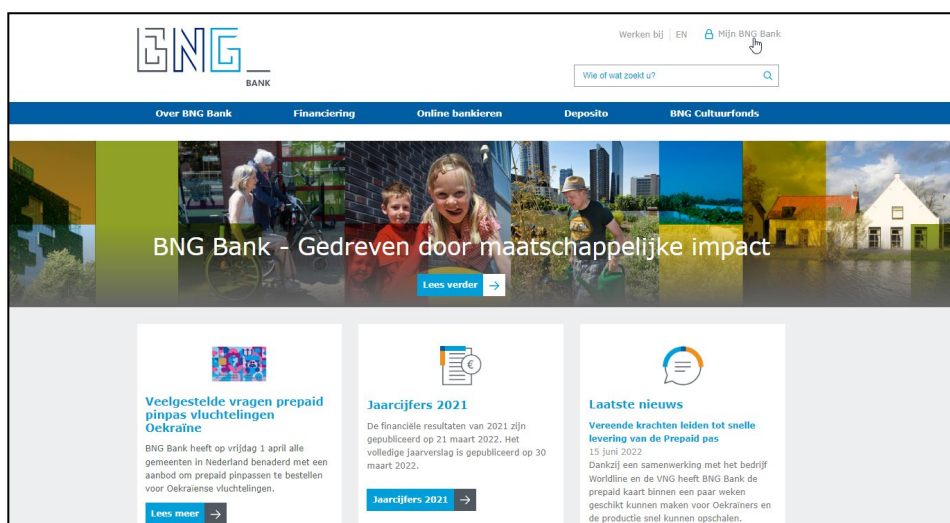 BNG
BANK
Werken bij EN Mijn BNG Bank
Wie of wat zoekt u?
Over BNG Bank Financiering Online bankieren Deposito BNG Cultuurfonds
BNG Bank - Gedreven door maatschappelijke impact
Lees verder →
Veelgestelde vragen prepaid
pinpas vluchtelingen
Oekraïne
BNG Bank heeft op vrijdag 1 april alle
gemeenten in Nederland benaderd met een
aanbod om prepaid pinpassen te bestellen
voor Oekraïense vluchtelingen.
Lees meer →
€
Jaarcijfers 2021
De financiële resultaten van 2021 zijn
gepubliceerd op 21 maart 2022. Het
volledige jaarverslag is gepubliceerd op 30
maart 2022.
Jaarcijfers 2021 →
Laatste nieuws
Vereende krachten leiden tot snelle
levering van de Prepaid pas
15 juni 2022
Dankzij een samenwerking met het bedrijf
Worldline en de VNG heeft BNG Bank de
prepaid kaart binnen een paar weken
geschikt kunnen maken voor Oekraïners en
de productie snel kunnen opschalen.